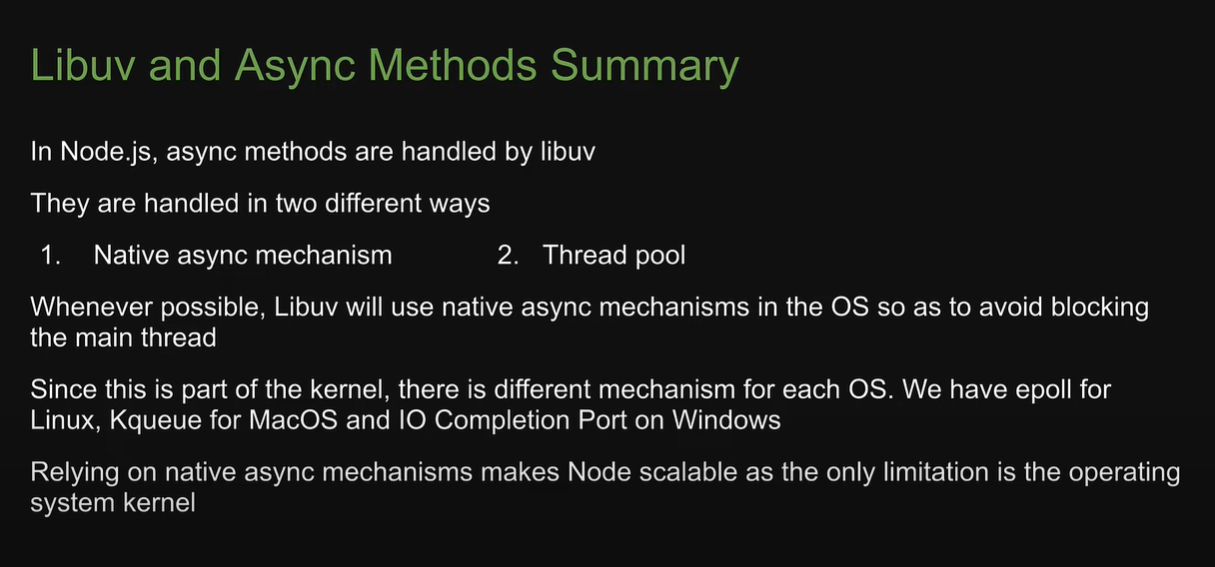 Libuv and Async Methods Summary
In Node.js, async methods are handled by libuv
They are handled in two different ways
1. Native async mechanism 2. Thread pool
Whenever possible, Libuv will use native async mechanisms in the OS so as to avoid blocking
the main thread
Since this is part of the kernel, there is different mechanism for each OS. We have epoll for
Linux, Kqueue for MacOS and IO Completion Port on Windows
Relying on native async mechanisms makes Node scalable as the only limitation is the operating
system kernel